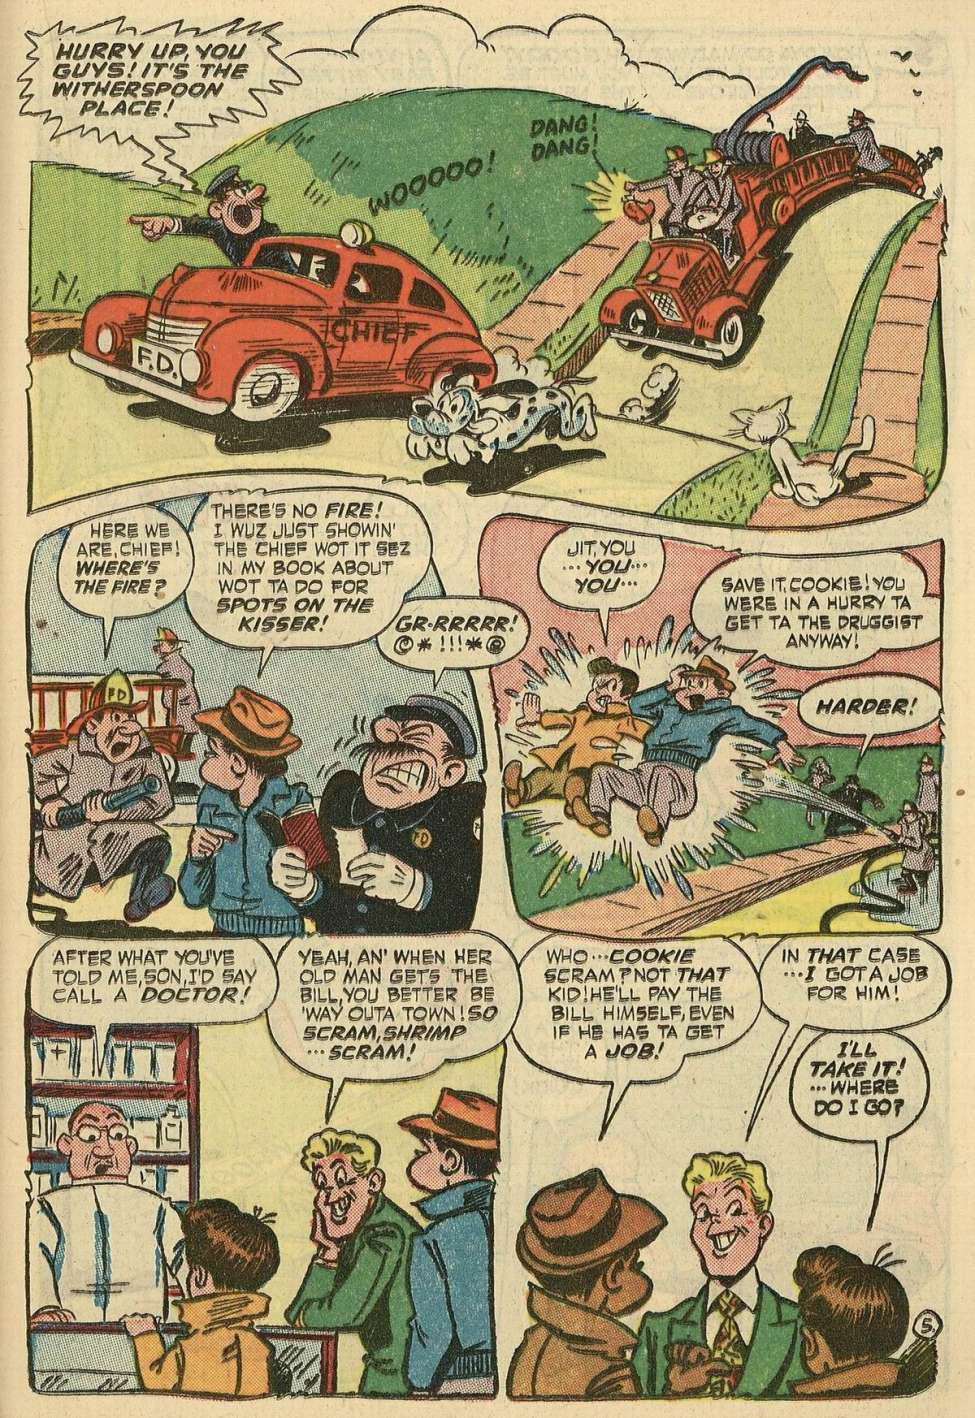 HURRY UP, YOU
GUYS! IT'S THE
WITHERSPOON
PLACE!
WOOOOO!
DANG!
DANG!
CHIEF
F.D.
HERE WE
ARE, CHIEF!
WHERE'S
THE FIRE?
THERE'S NO FIRE!
I WUZ JUST SHOWIN'
THE CHIEF WOT IT SEZ
IN MY BOOK ABOUT
WOT TA DO FOR
SPOTS ON THE
KISSER!
GR-RRRRR!
@*!!!*@
FD
FD
JIT, YOU
...YOU...
YOU...
SAVE IT, COOKIE! YOU
WERE IN A HURRY TA
GET TA THE DRUGGIST
ANYWAY!
HARDER!
AFTER WHAT YOU'VE
TOLD ME, SON, I'D SAY
CALL A DOCTOR!
YEAH, AN' WHEN HER
OLD MAN GETS THE
BILL, YOU BETTER BE
'WAY OUTA TOWN! SO
SCRAM, SHRIMP
...SCRAM!
WHO...COOKIE
SCRAM? NOT THAT
KID! HE'LL PAY THE
BILL HIMSELF, EVEN
IF HE HAS TA GET
A JOB!
IN THAT CASE
...I GOT A JOB
FOR HIM!
I'LL
TAKE IT!
...WHERE
DO I GO?
5.